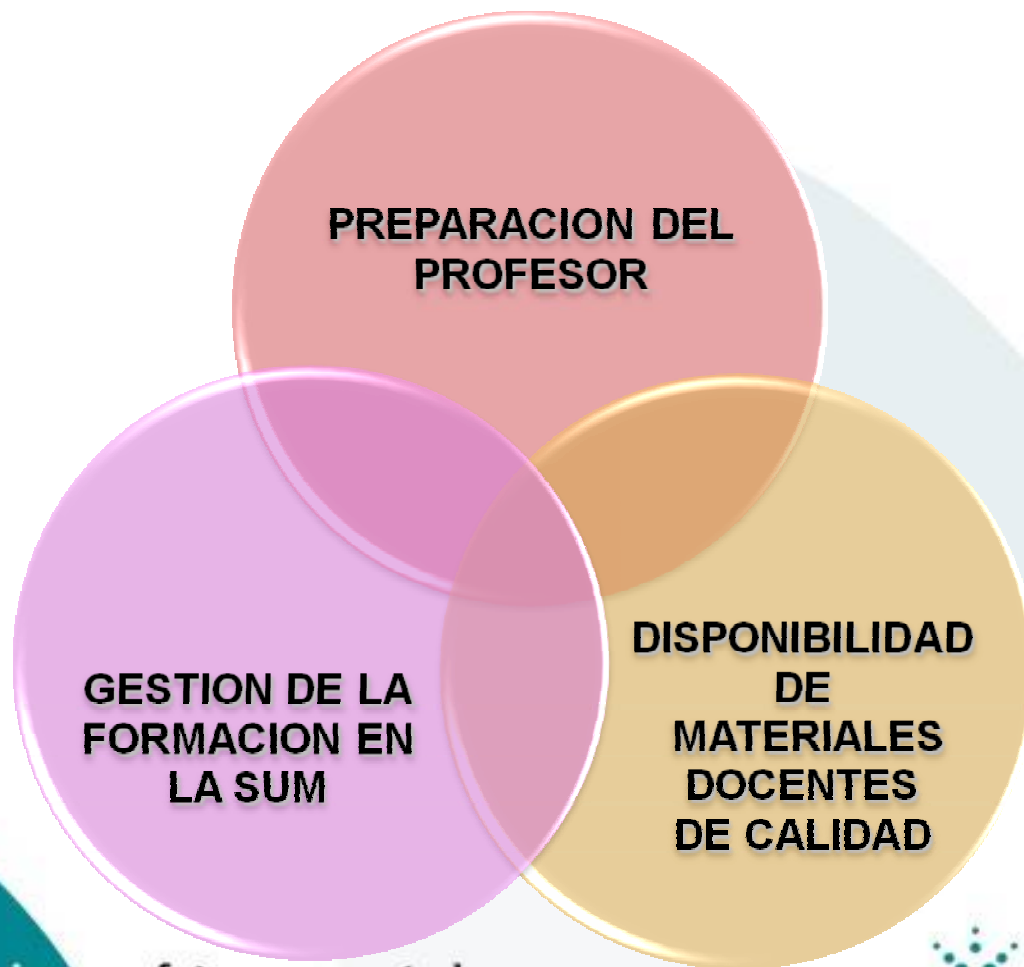 PREPARACION DEL
PROFESOR
GESTION DE LA
FORMACION EN
LA SUM
DISPONIBILIDAD
DE
MATERIALES
DOCENTES
DE CALIDAD